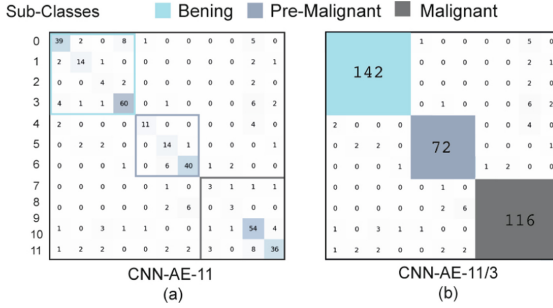 Sub-Classes Bening Pre-Malignant Malignant
0 39 2 0 8 1 0 0 0 0 5 0
1 2 14 1 0 0 0 0 0 0 2 1
2 0 0 4 2 0 0 0 0 0 2 0
3 4 1 1 60 0 1 0 0 0 6 2
4 2 0 0 0 11 0 0 0 0 4 0
5 0 2 2 0 0 14 1 0 0 0 1
6 0 0 0 1 0 6 40 1 2 0 0
7 0 0 0 0 0 1 0 3 1 1 1
8 0 0 0 0 0 2 6 0 3 0 0
9
10 1 0 3 1 1 0 0 1 0 54 4
11 1 2 2 0 0 2 2 3 0 8 36
CNN-AE-11
(a)
1 0 0 0 0 5 0
0 0 0 0 0 2 1
142
0 0 0 0 0 2 0
0 1 0 0 0 6 2
2 0 0 0 0 0 4 0
0 2 2 0 72 0 0 0 1
0 0 0 1 1 2 0 0
0 0 0 0 0 1 0
0 0 0 0 0 2 6
116
1 0 3 1 1 0 0
1 2 2 0 0 2 2
CNN-AE-11/3
(b)